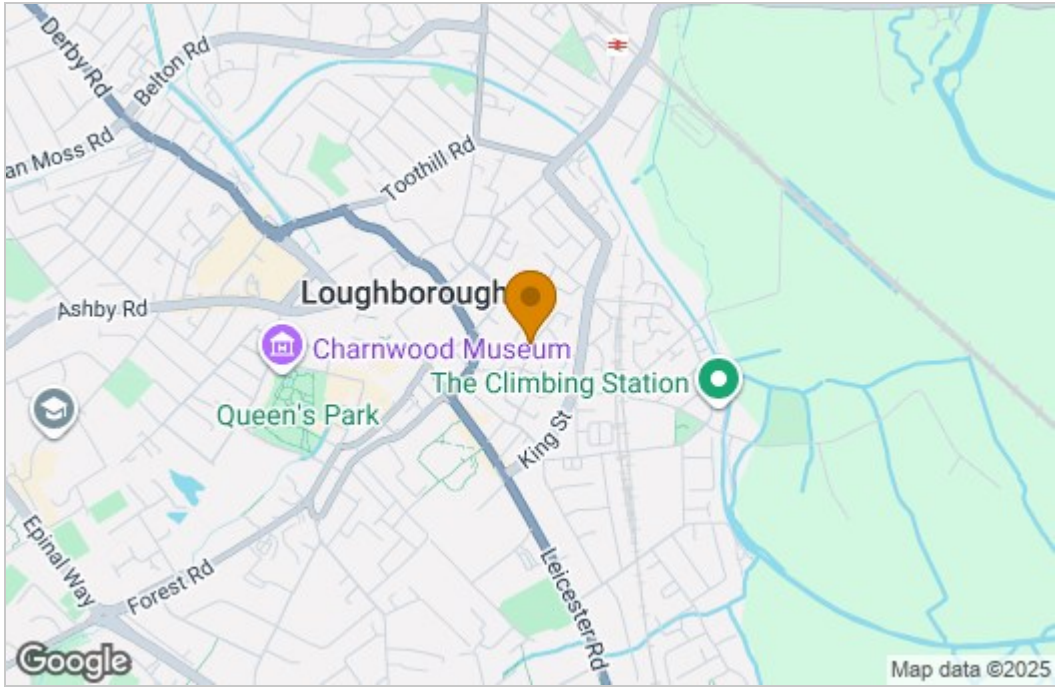 Derby Rd
Belton Rd
an Moss Rd
Toothill Rd
Loughborough
Ashby Rd
Charnwood Museum
The Climbing Station
Queen's Park
King St
Epinal Way
Forest Rd
Leicester Rd
Google
Map data ©2025